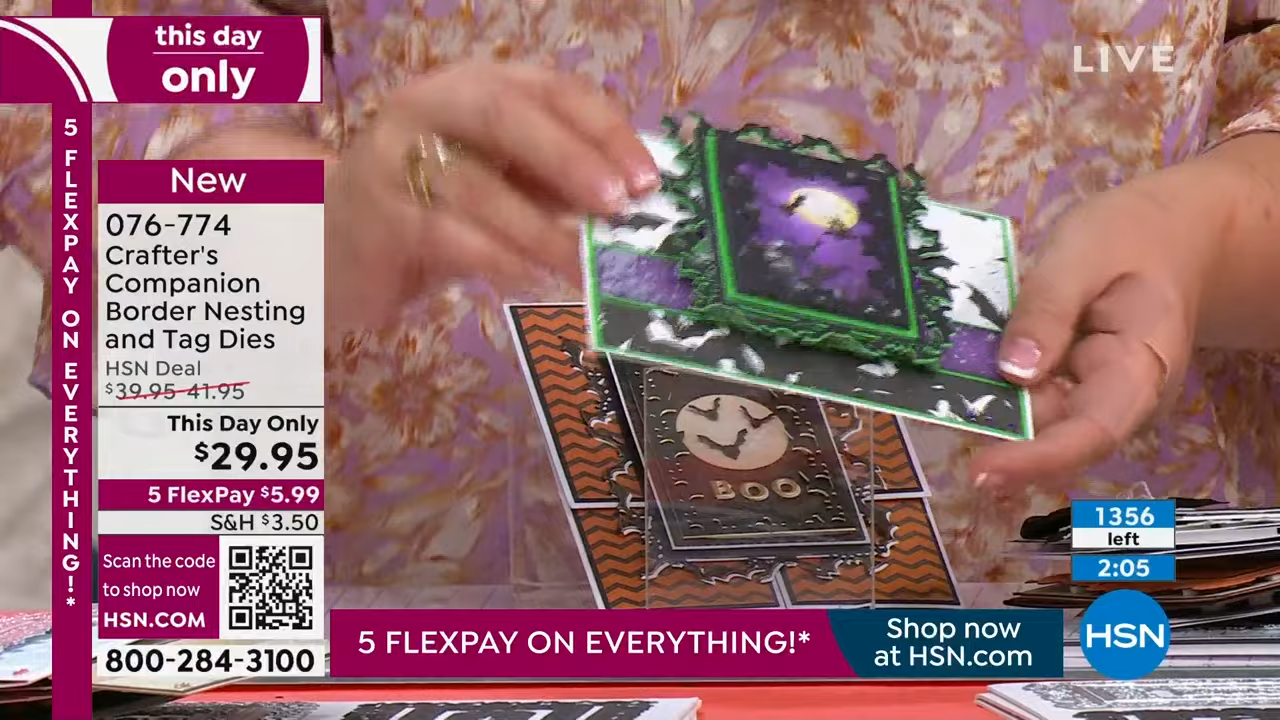 this day
only
LIVE
5 FLEXPAY ON EVERYTHING!*
New
076-774
Crafter's
Companion
Border Nesting
and Tag Dies
HSN Deal
$39.95-41.95
This Day Only
$29.95
5 FlexPay $5.99
S&H $3.50
Scan the code
to shop now
HSN.COM
800-284-3100
BOO
1356
left
2:05
5 FLEXPAY ON EVERYTHING!*
Shop now
at HSN.com
HSN